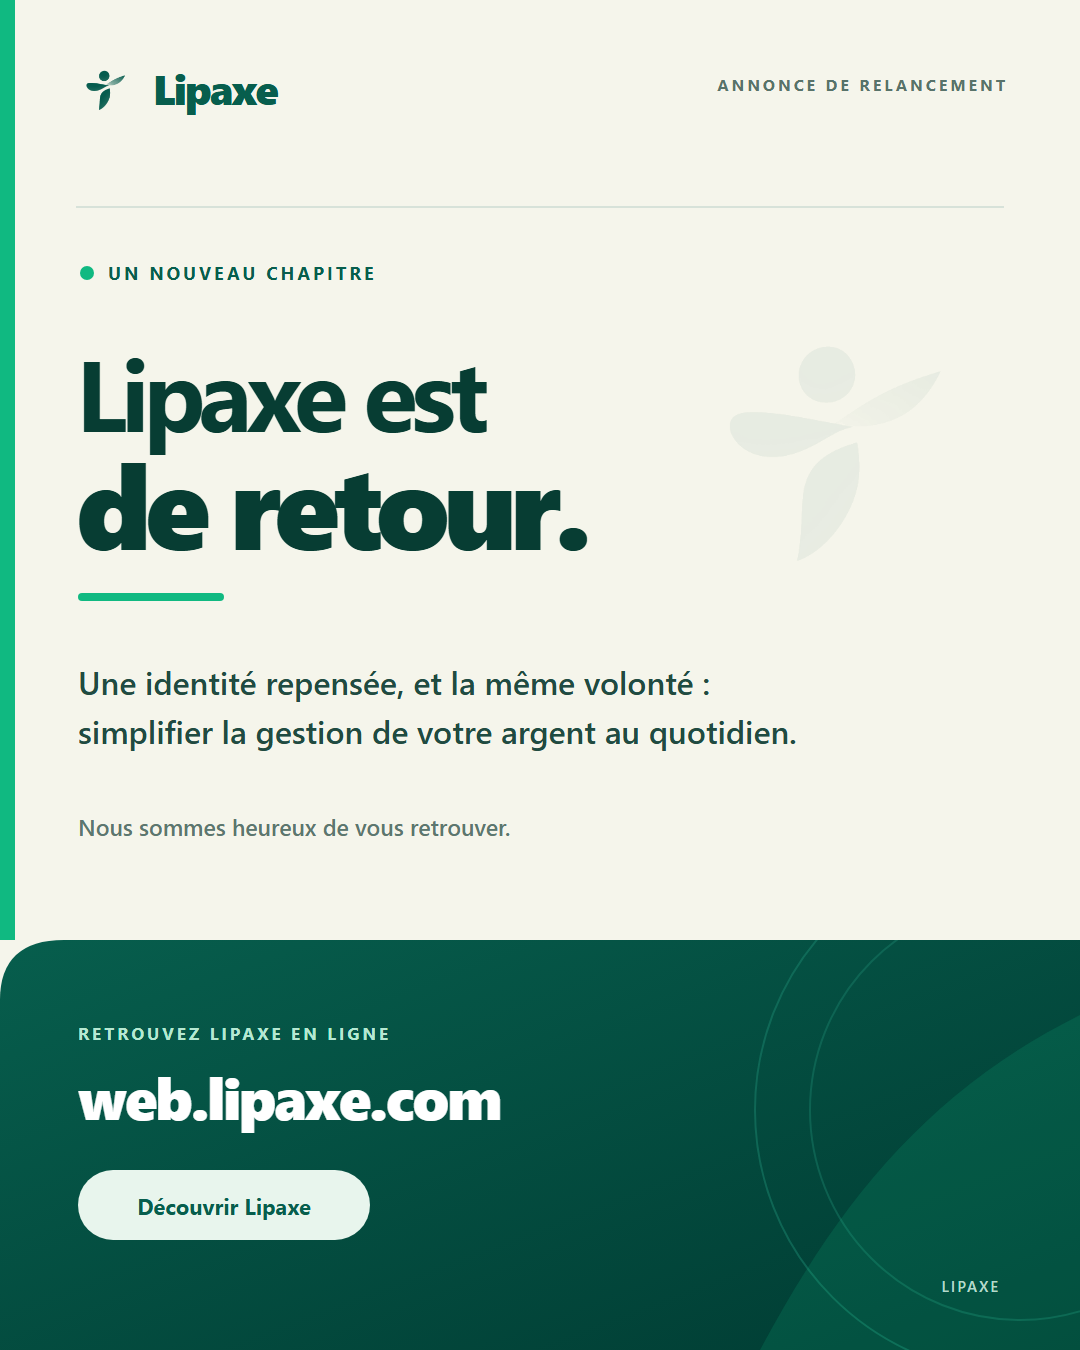 Lipaxe
ANNONCE DE RELANCEMENT
UN NOUVEAU CHAPITRE
Lipaxe est
de retour.
Une identité repensée, et la même volonté :
simplifier la gestion de votre argent au quotidien.
Nous sommes heureux de vous retrouver.
RETROUVEZ LIPAXE EN LIGNE
web.lipaxe.com
Découvrir Lipaxe
LIPAXE